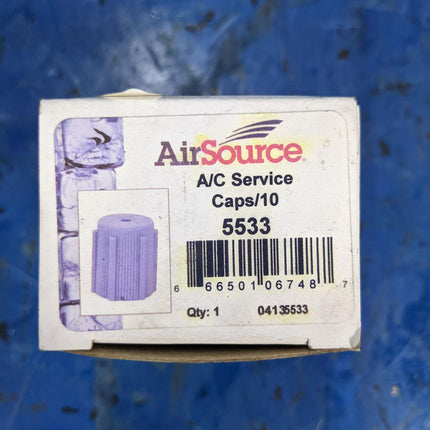 AirSource
A/C Service
Caps/10
5533
6 66501 06748 7
Qty: 1 04135533